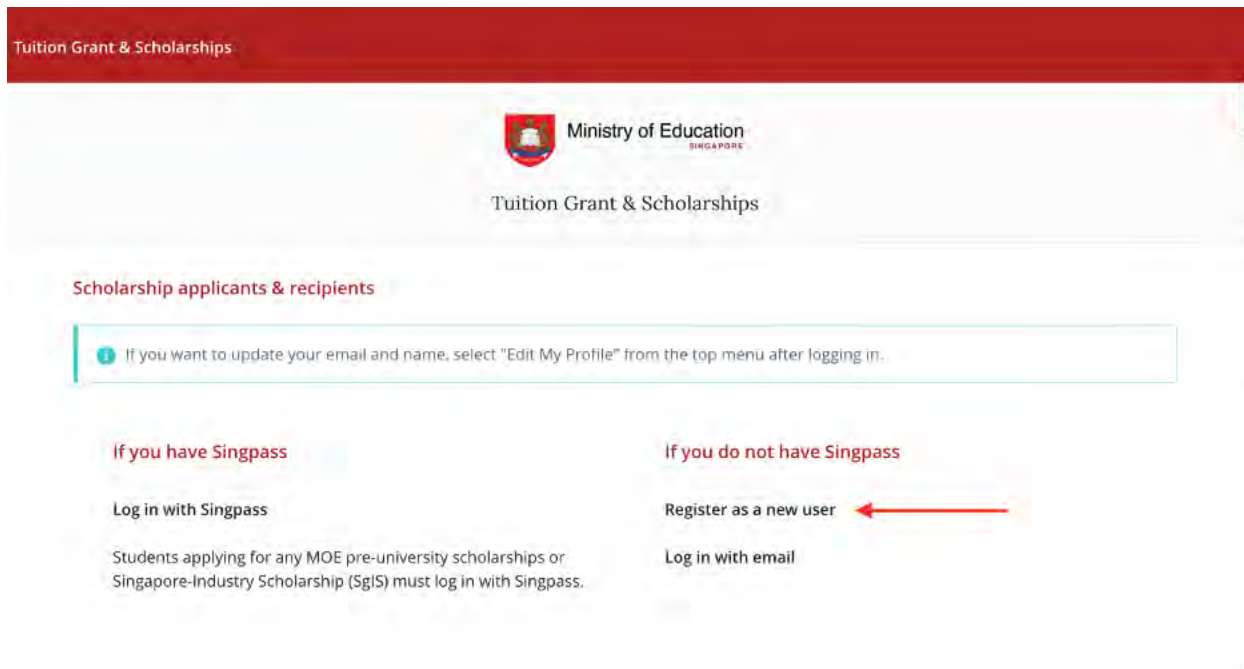 Tuition Grant & Scholarships
Ministry of Education
SINGAPORE
Tuition Grant & Scholarships
Scholarship applicants & recipients
If you want to update your email and name, select "Edit My Profile" from the top menu after logging in.
If you have Singpass
Log in with Singpass
Students applying for any MOE pre-university scholarships or
Singapore-Industry Scholarship (SgIS) must log in with Singpass.
If you do not have Singpass
Register as a new user
Log in with email